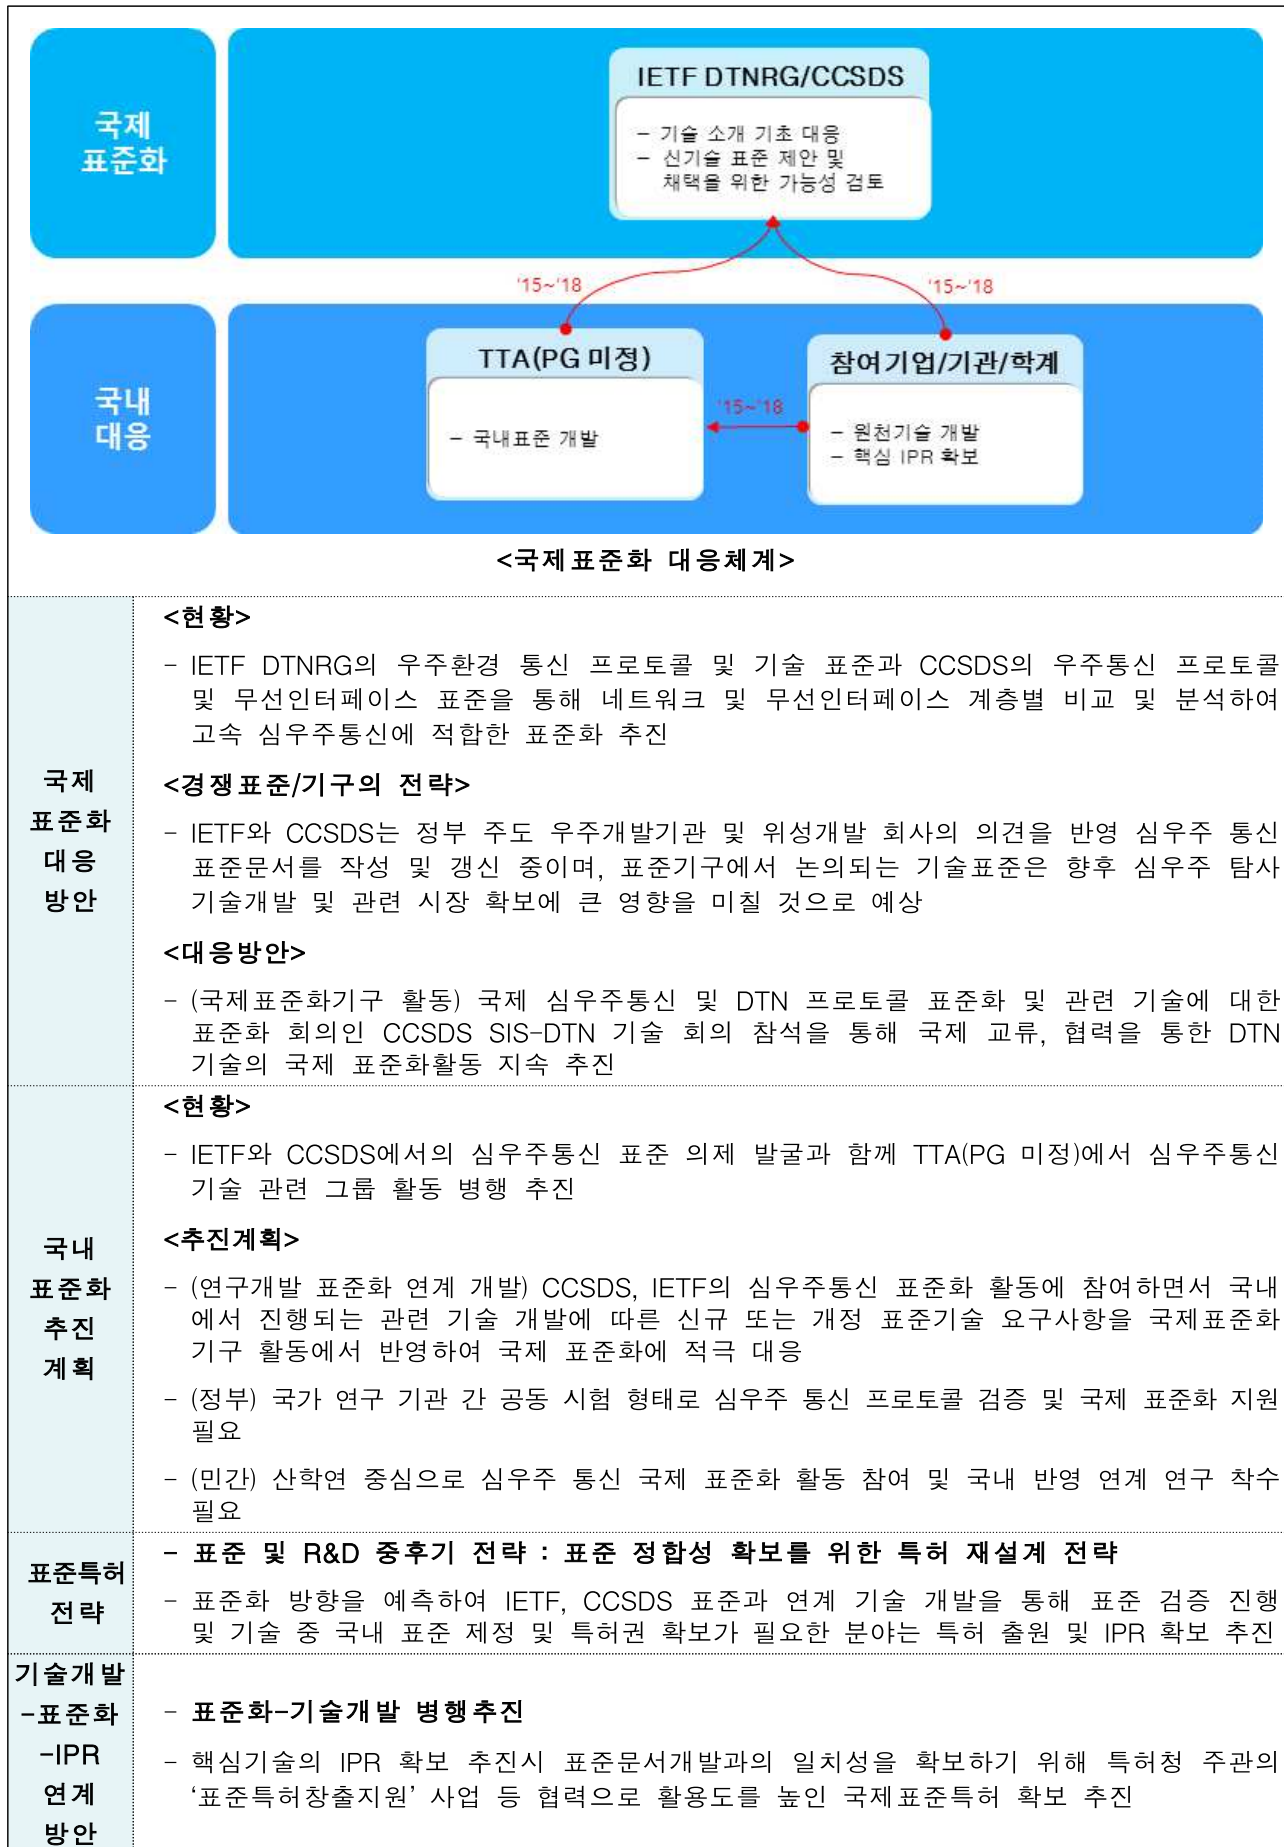 국제
표준화
IETF DTNRG/CCSDS
– 기술 소개 기초 대응
– 신기술 표준 제안 및
채택을 위한 가능성 검토
'15~'18
'15~'18
국내
대응
TTA(PG 미정)
– 국내표준 개발
'15~'18
참여기업/기관/학계
– 원천기술 개발
– 핵심 IPR 확보
<국제표준화 대응체계>
국제
표준화
대응
방안
<현황>
– IETF DTNRG의 우주환경 통신 프로토콜 및 기술 표준과 CCSDS의 우주통신 프로토콜
및 무선인터페이스 표준을 통해 네트워크 및 무선인터페이스 계층별 비교 및 분석하여
고속 심우주통신에 적합한 표준화 추진
<경쟁표준/기구의 전략>
– IETF와 CCSDS는 정부 주도 우주개발기관 및 위성개발 회사의 의견을 반영 심우주 통신
표준문서를 작성 및 갱신 중이며, 표준기구에서 논의되는 기술표준은 향후 심우주 탐사
기술개발 및 관련 시장 확보에 큰 영향을 미칠 것으로 예상
<대응방안>
– (국제표준화기구 활동) 국제 심우주통신 및 DTN 프로토콜 표준화 및 관련 기술에 대한
표준화 회의인 CCSDS SIS-DTN 기술 회의 참석을 통해 국제 교류, 협력을 통한 DTN
기술의 국제 표준화활동 지속 추진
국내
표준화
추진
계획
<현황>
– IETF와 CCSDS에서의 심우주통신 표준 의제 발굴과 함께 TTA(PG 미정)에서 심우주통신
기술 관련 그룹 활동 병행 추진
<추진계획>
– (연구개발 표준화 연계 개발) CCSDS, IETF의 심우주통신 표준화 활동에 참여하면서 국내
에서 진행되는 관련 기술 개발에 따른 신규 또는 개정 표준기술 요구사항을 국제표준화
기구 활동에서 반영하여 국제 표준화에 적극 대응
– (정부) 국가 연구 기관 간 공동 시험 형태로 심우주 통신 프로토콜 검증 및 국제 표준화 지원
필요
– (민간) 산학연 중심으로 심우주 통신 국제 표준화 활동 참여 및 국내 반영 연계 연구 착수
필요
표준특허
전략
– 표준 및 R&D 중후기 전략 : 표준 정합성 확보를 위한 특허 재설계 전략
– 표준화 방향을 예측하여 IETF, CCSDS 표준과 연계 기술 개발을 통해 표준 검증 진행
및 기술 중 국내 표준 제정 및 특허권 확보가 필요한 분야는 특허 출원 및 IPR 확보 추진
기술개발
-표준화
-IPR
연계
방안
– 표준화-기술개발 병행추진
– 핵심기술의 IPR 확보 추진시 표준문서개발과의 일치성을 확보하기 위해 특허청 주관의
‘표준특허창출지원’ 사업 등 협력으로 활용도를 높인 국제표준특허 확보 추진